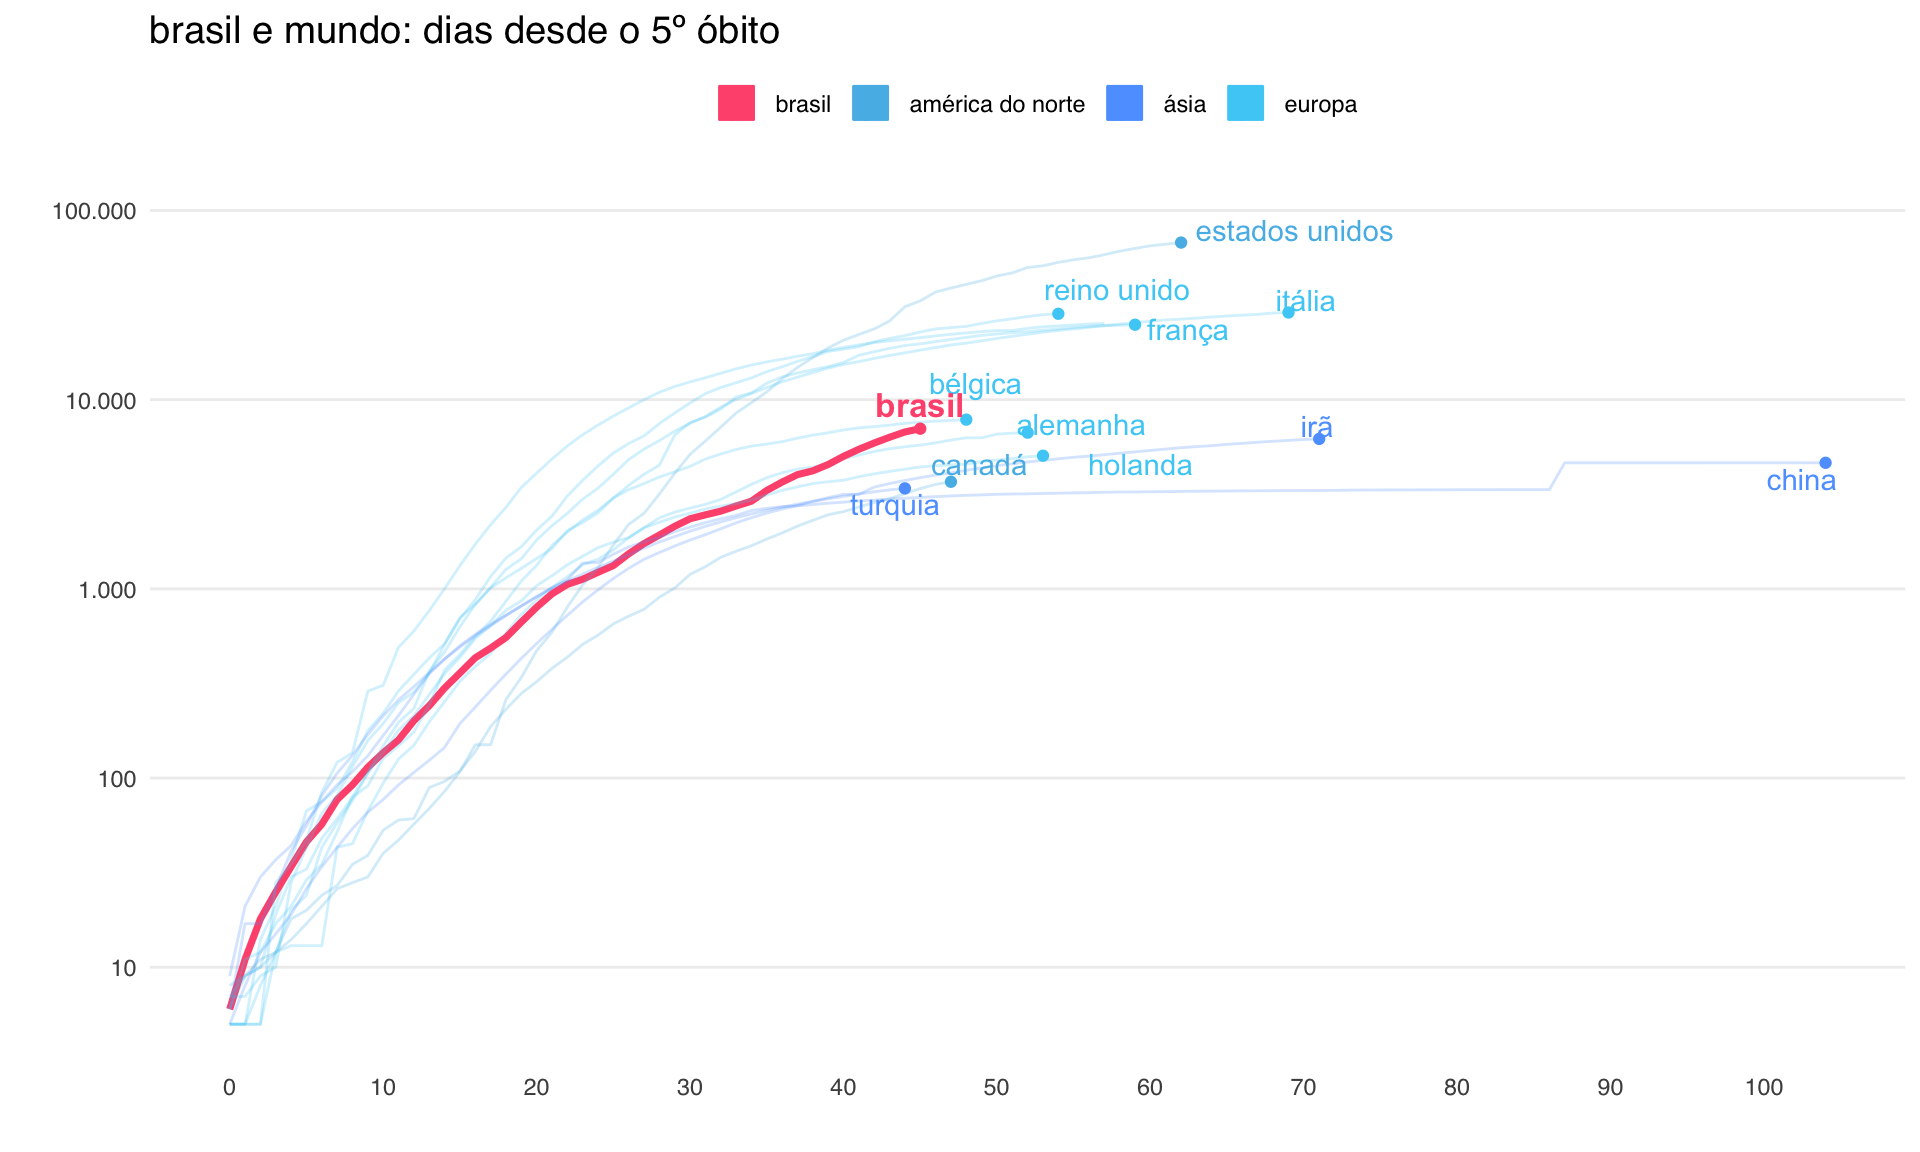 brasil e mundo: dias desde o 5º óbito
brasil américa do norte ásia europa
100.000
estados unidos
reino unido
itália
frança
bélgica
10.000
brasil
alemanha
irã
canadá
holanda
china
turquia
1.000
100
10
0 10 20 30 40 50 60 70 80 90 100